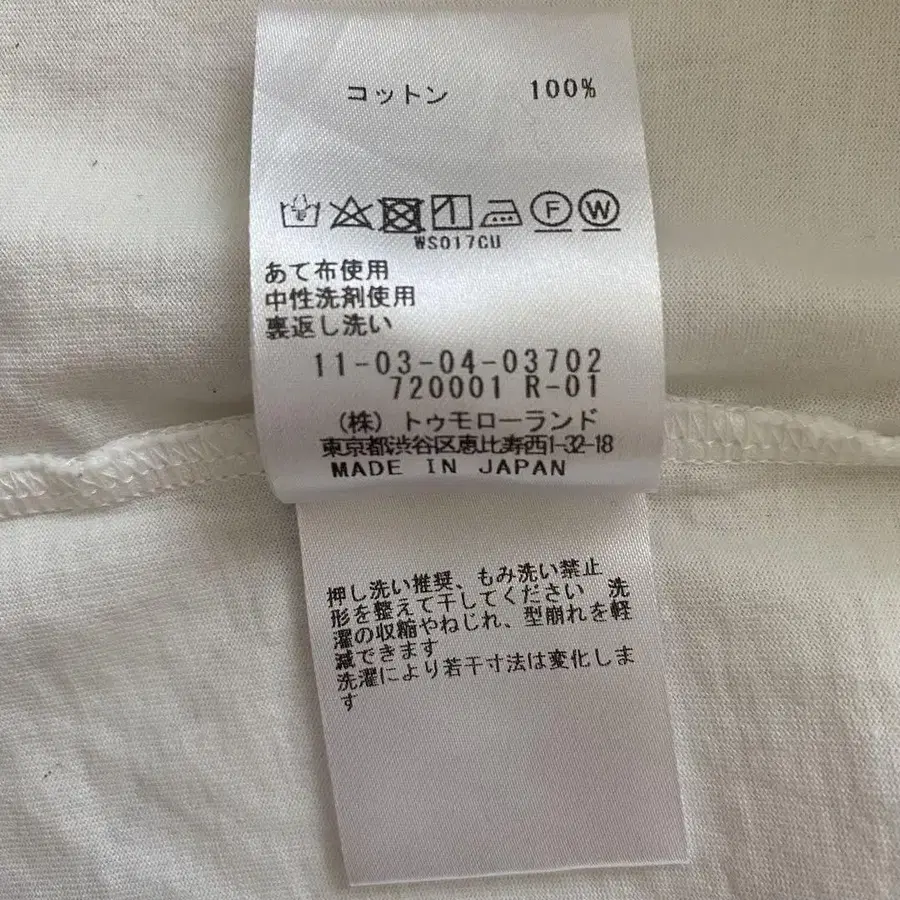 コットン 100%
F W
WS017CU
あて布使用
中性洗剤使用
裏返し洗い
11-03-04-03702
720001 R-01
(株) トゥモローランド
東京都渋谷区恵比寿西1-32-18
MADE IN JAPAN
押し洗い推奨、もみ洗い禁止
形を整えて干してください 洗
濯の収縮やねじれ、型崩れを軽
減できます
洗濯により若干寸法は変化しま
す